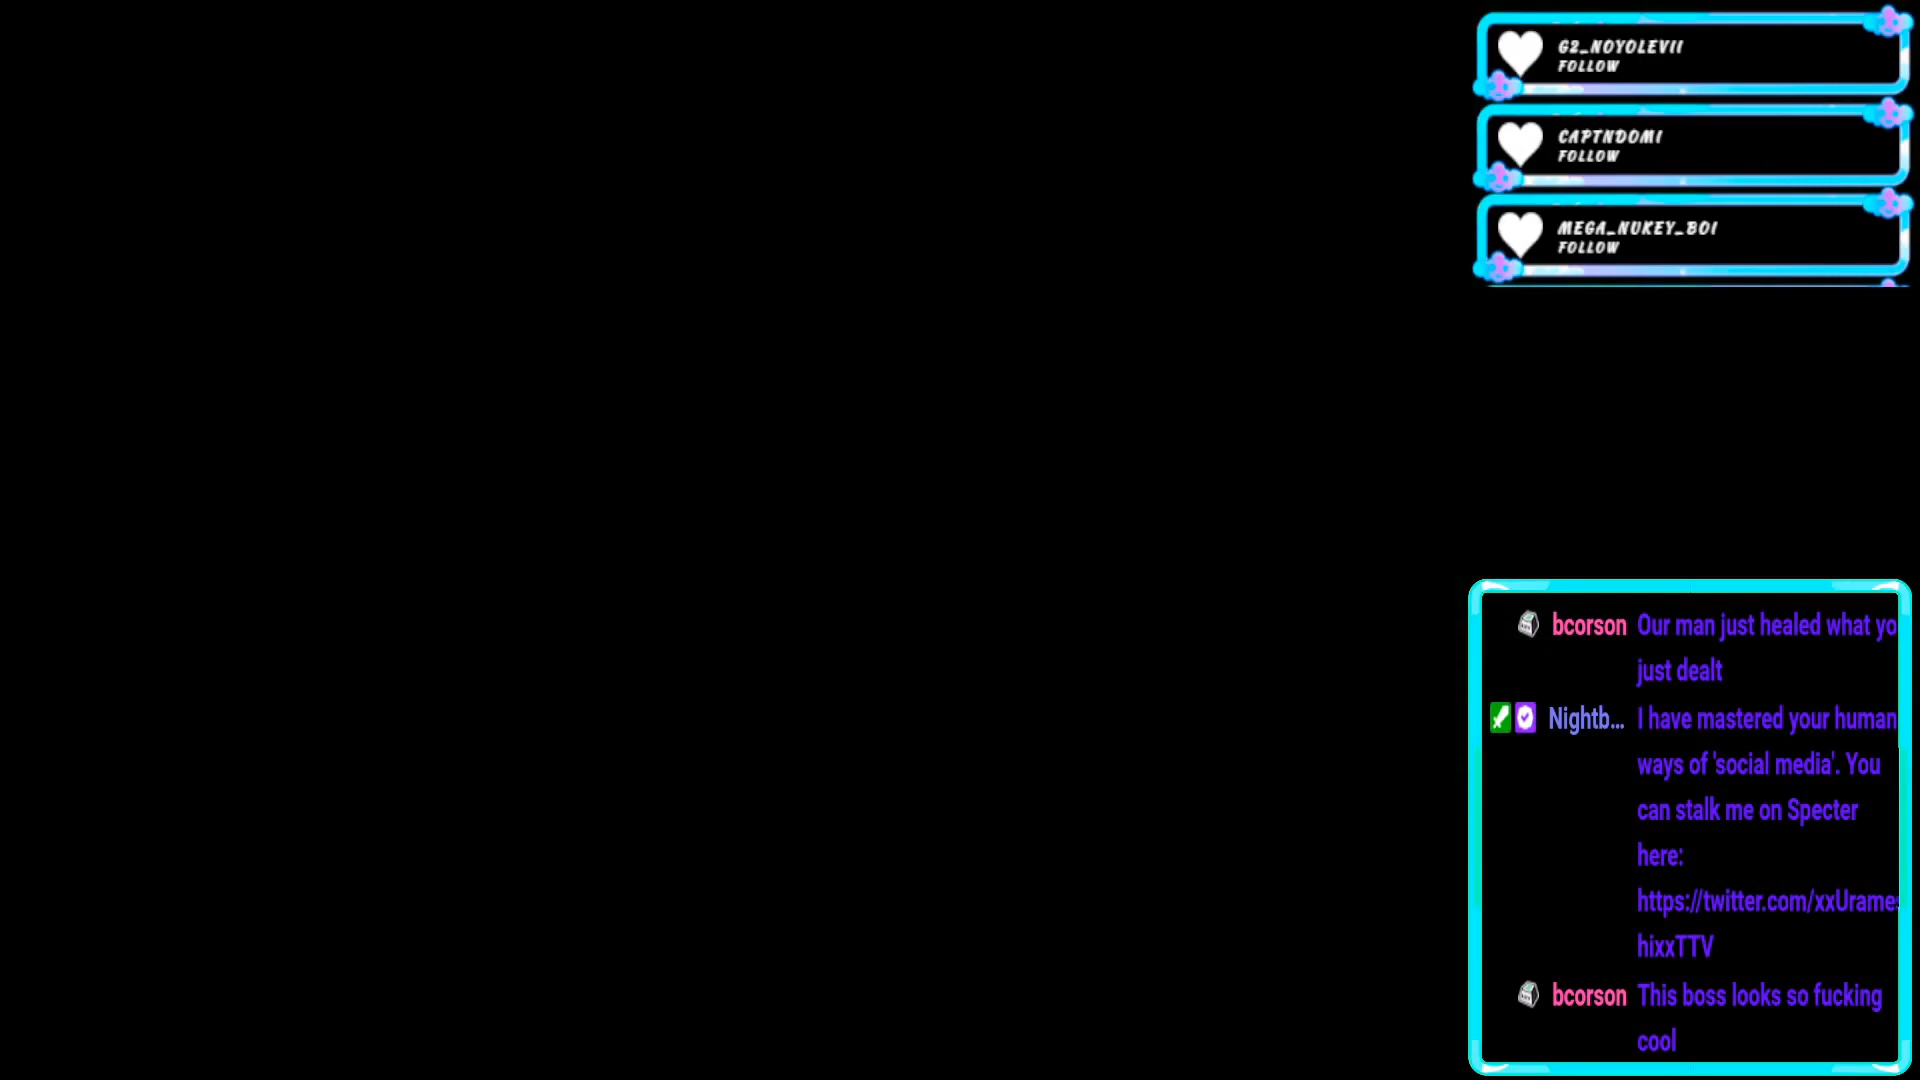 G2_NOYOLEVII
FOLLOW
CAPTNDOMI
FOLLOW
MEGA_NUKEY_BOI
FOLLOW
bcorson Our man just healed what yo
just dealt
Nightb... I have mastered your human
ways of 'social media'. You
can stalk me on Specter
here:
https://twitter.com/xxUrames
hixxTTV
bcorson This boss looks so fucking
cool